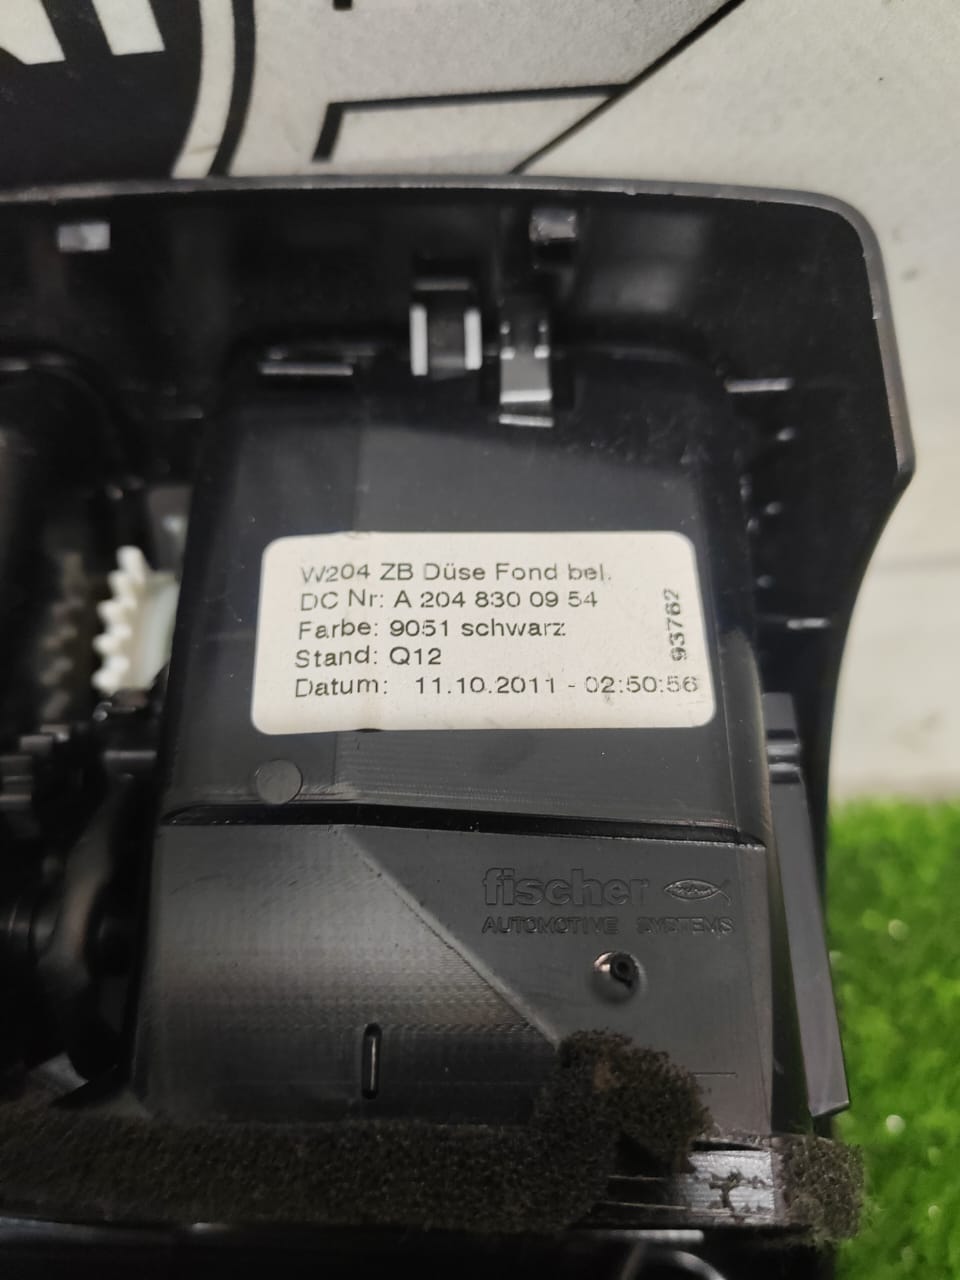 W204 ZB Düse Fond bel.
DC Nr: A 204 830 09 54
Farbe: 9051 schwarz
Stand: Q12
Datum: 11.10.2011 - 02:50:56
93762
fischer
AUTOMOTIVE SYSTEMS